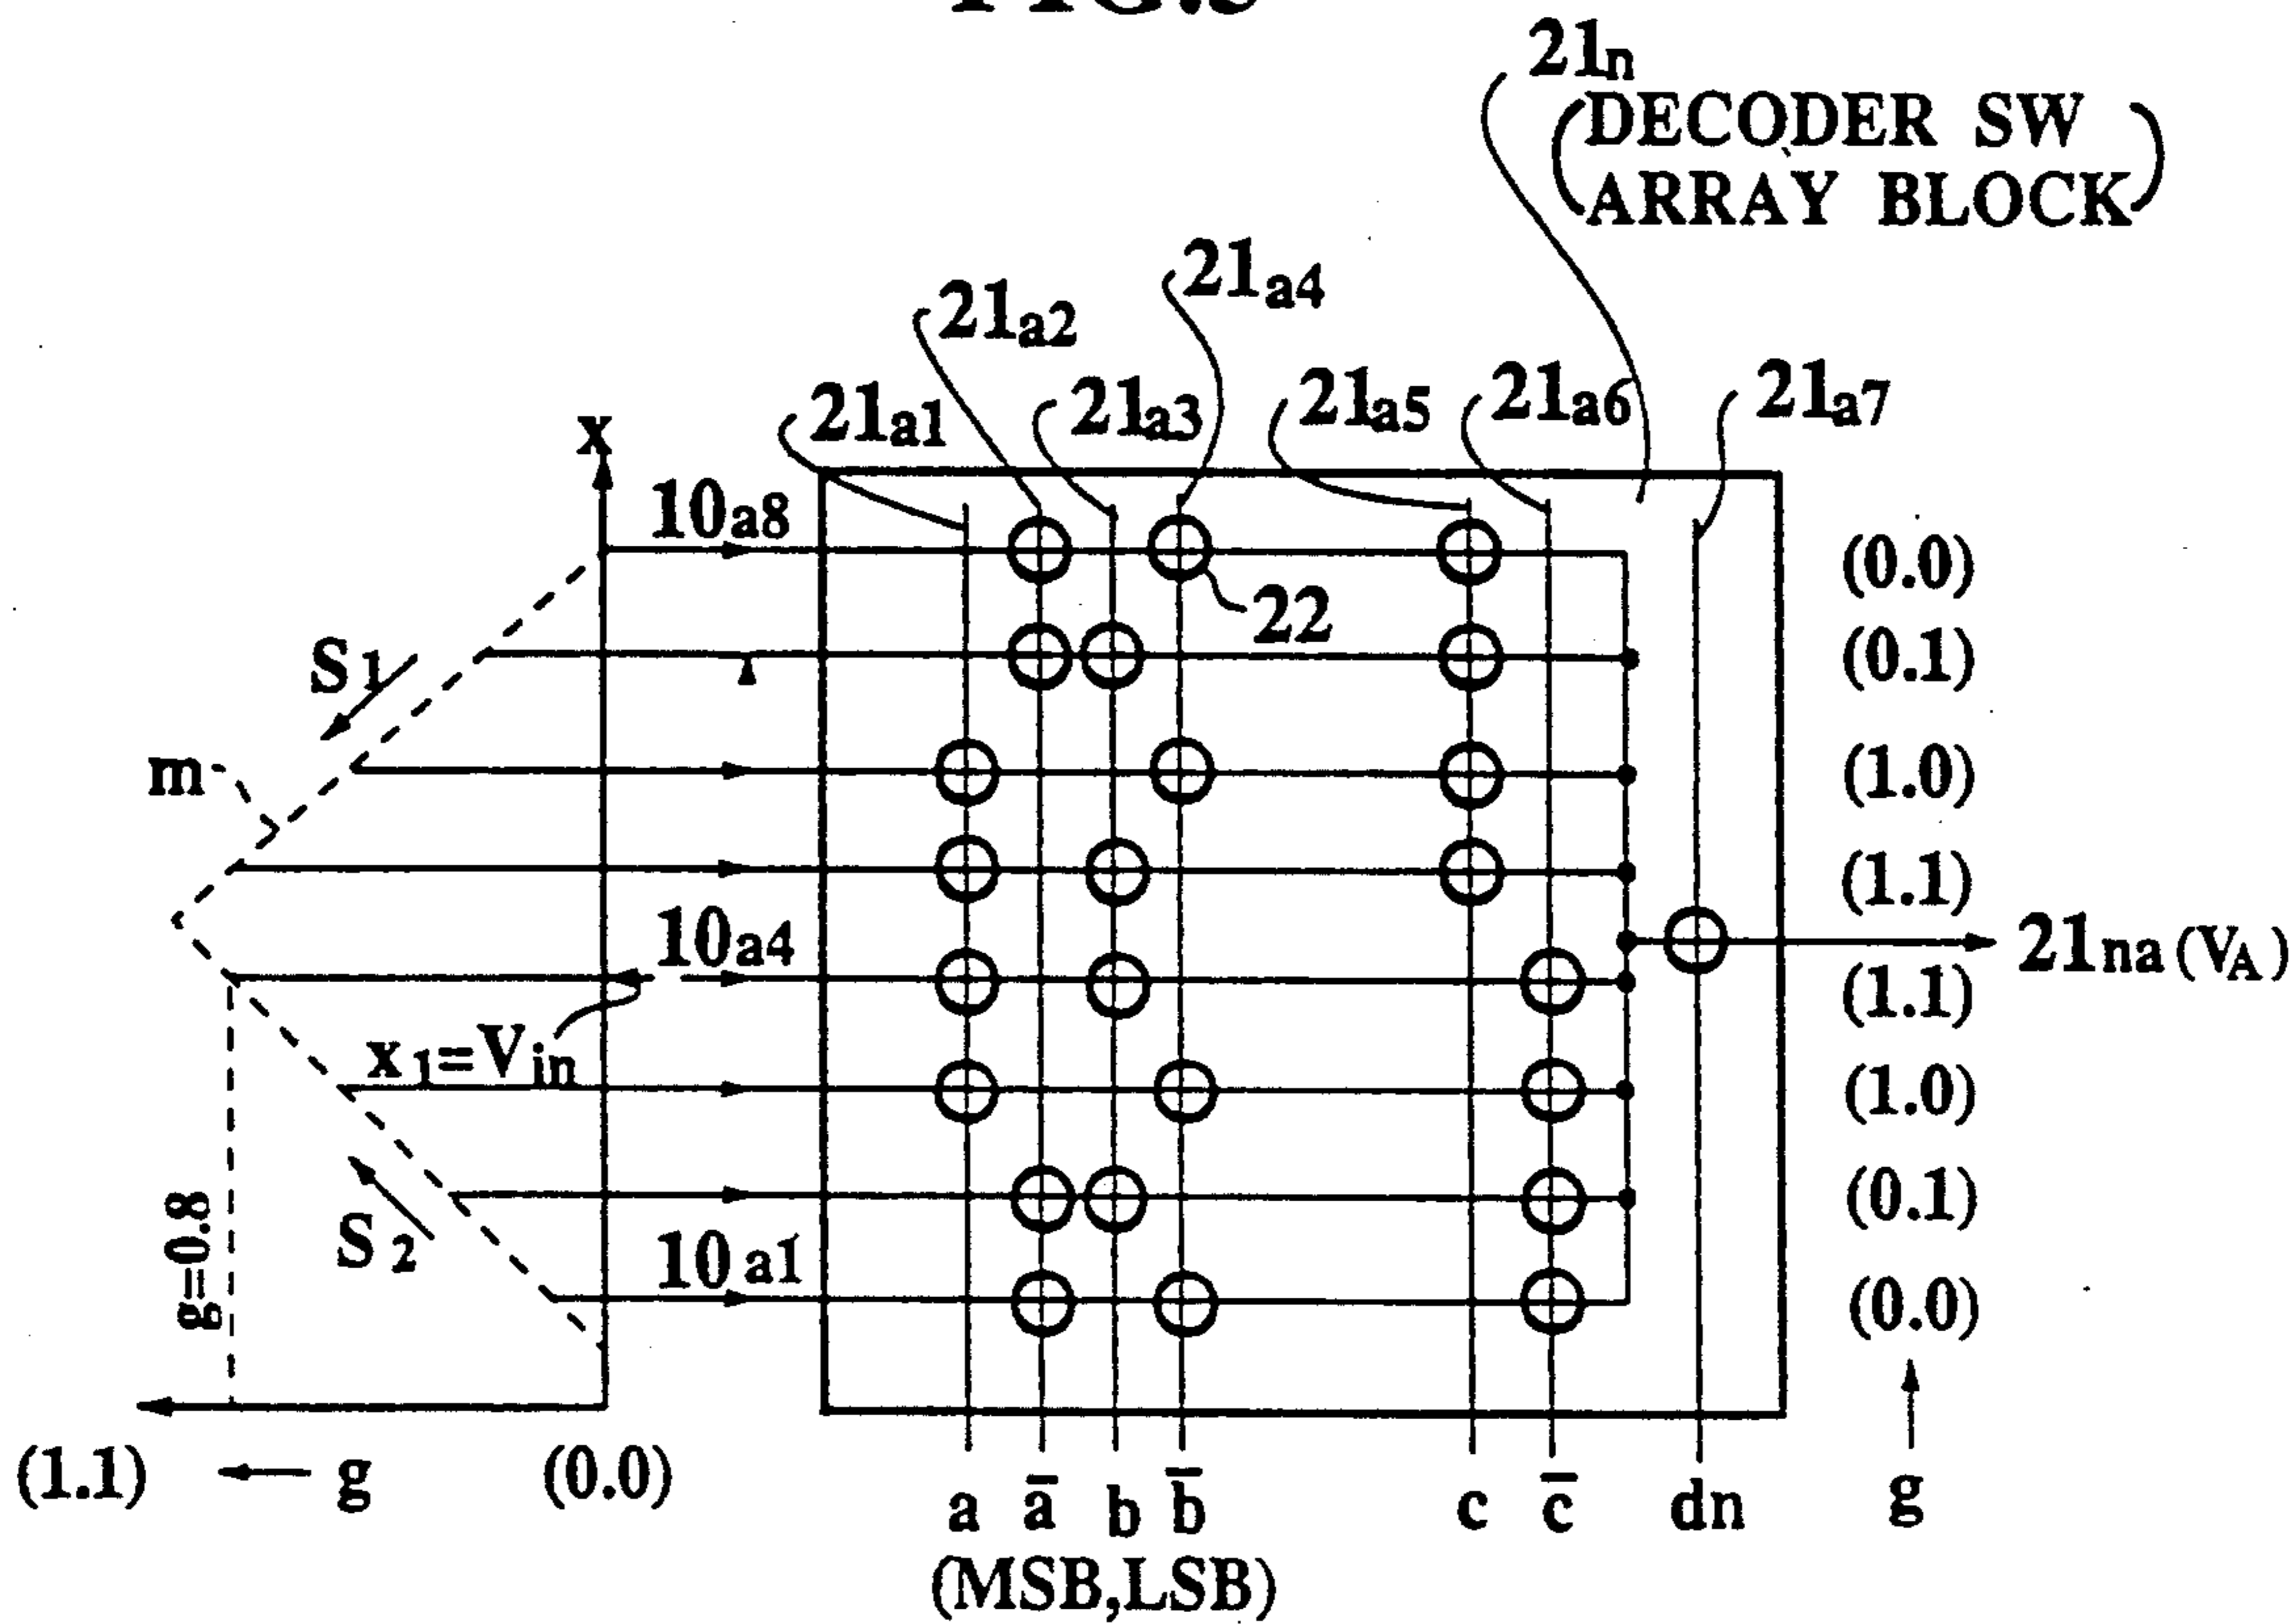 21n
(DECODER SW
ARRAY BLOCK)
21a4
21a2
21a1
21a3
21a5
21a6
21a7
x
10a8
(0.0)
22
S1
(0.1)
m
(1.0)
(1.1)
10a4
21na (VA)
(1.1)
x1=Vin
(1.0)
g=0.8
S2
(0.1)
10a1
(0.0)
(1.1)
g
(0.0)
a a̅ b b̅ c c̅ dn g
(MSB,LSB)